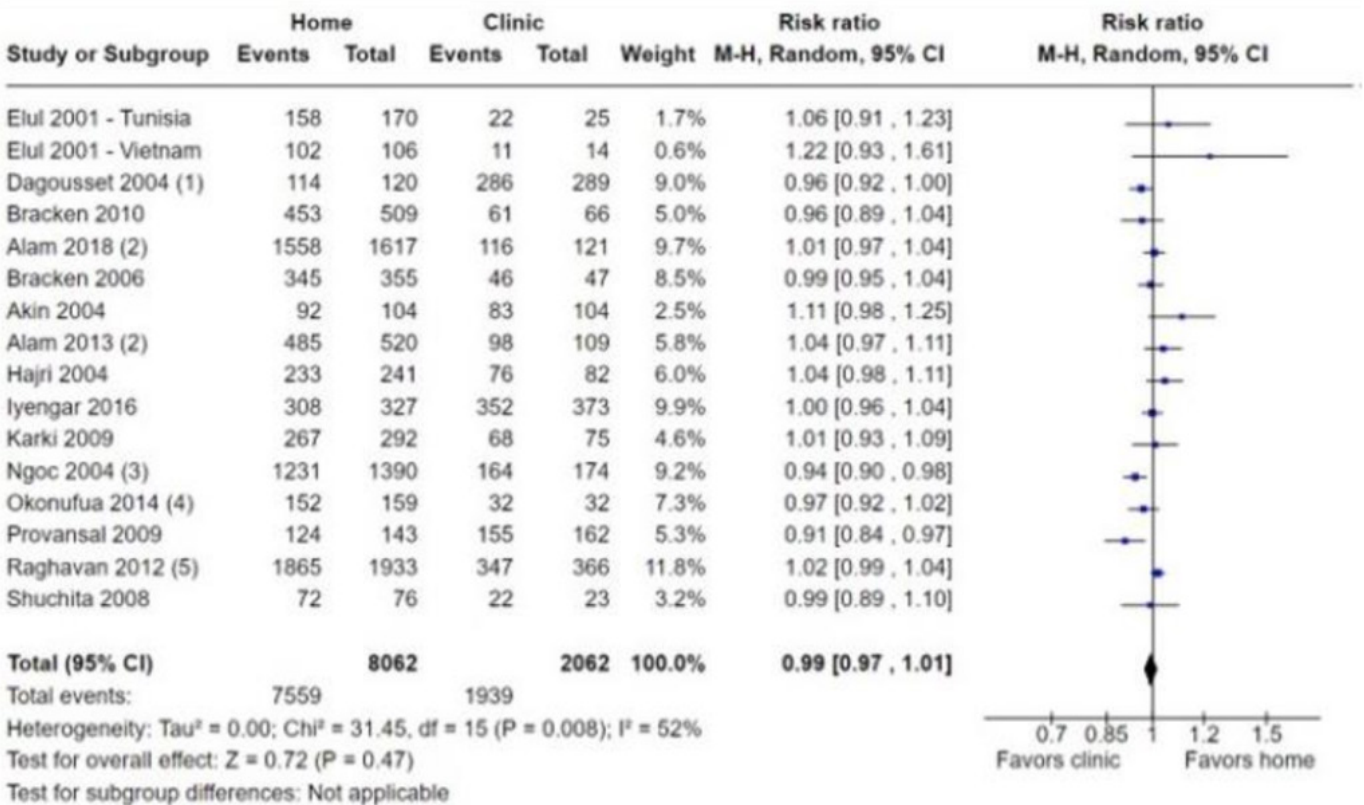 Home Clinic Risk ratio Risk ratio
Study or Subgroup Events Total Events Total Weight M-H, Random, 95% CI M-H, Random, 95% CI
Elul 2001 - Tunisia 158 170 22 25 1.7% 1.06 [0.91 , 1.23]
Elul 2001 - Vietnam 102 106 11 14 0.6% 1.22 [0.93 , 1.61]
Dagousset 2004 (1) 114 120 286 289 9.0% 0.96 [0.92 , 1.00]
Bracken 2010 453 509 61 66 5.0% 0.96 [0.89 , 1.04]
Alam 2018 (2) 1558 1617 116 121 9.7% 1.01 [0.97 , 1.04]
Bracken 2006 345 355 46 47 8.5% 0.99 [0.95 , 1.04]
Akin 2004 92 104 83 104 2.5% 1.11 [0.98 , 1.25]
Alam 2013 (2) 485 520 98 109 5.8% 1.04 [0.97 , 1.11]
Hajri 2004 233 241 76 82 6.0% 1.04 [0.98 , 1.11]
Iyengar 2016 308 327 352 373 9.9% 1.00 [0.96 , 1.04]
Karki 2009 267 292 68 75 4.6% 1.01 [0.93 , 1.09]
Ngoc 2004 (3) 1231 1390 164 174 9.2% 0.94 [0.90 , 0.98]
Okonufua 2014 (4) 152 159 32 32 7.3% 0.97 [0.92 , 1.02]
Provansal 2009 124 143 155 162 5.3% 0.91 [0.84 , 0.97]
Raghavan 2012 (5) 1865 1933 347 366 11.8% 1.02 [0.99 , 1.04]
Shuchita 2008 72 76 22 23 3.2% 0.99 [0.89 , 1.10]
Total (95% CI) 8062 2062 100.0% 0.99 [0.97 , 1.01]
Total events: 7559 1939
Heterogeneity: Tau² = 0.00; Chi² = 31.45, df = 15 (P = 0.008); I² = 52%
0.7 0.85 1 1.2 1.5
Test for overall effect: Z = 0.72 (P = 0.47)
Favors clinic Favors home
Test for subgroup differences: Not applicable